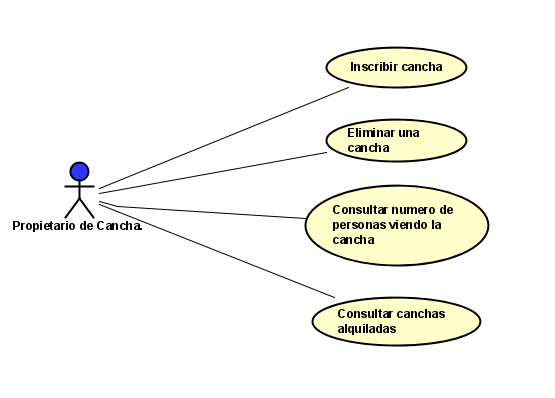 Inscribir cancha
Eliminar una
cancha
Propietario de Cancha.
Consultar numero de
personas viendo la
cancha
Consultar canchas
alquiladas